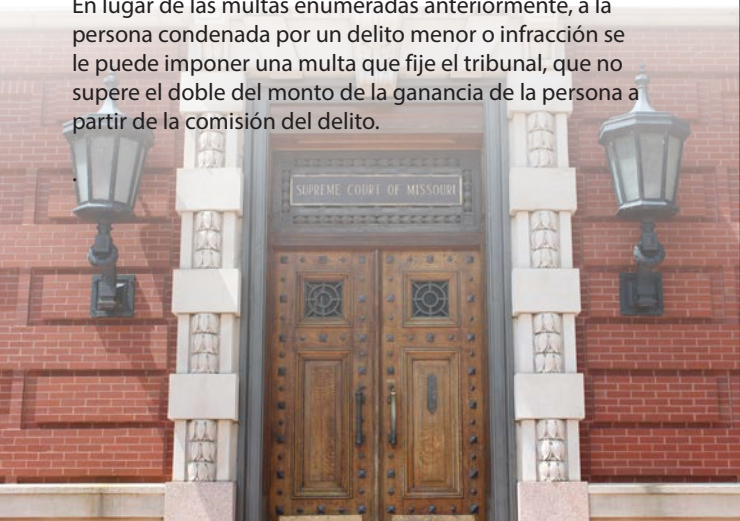 En lugar de las multas enumeradas anteriormente, a la
persona condenada por un delito menor o infracción se
le puede imponer una multa que fije el tribunal, que no
supere el doble del monto de la ganancia de la persona a
partir de la comisión del delito.
.
SUPREME COURT OF MISSOURI